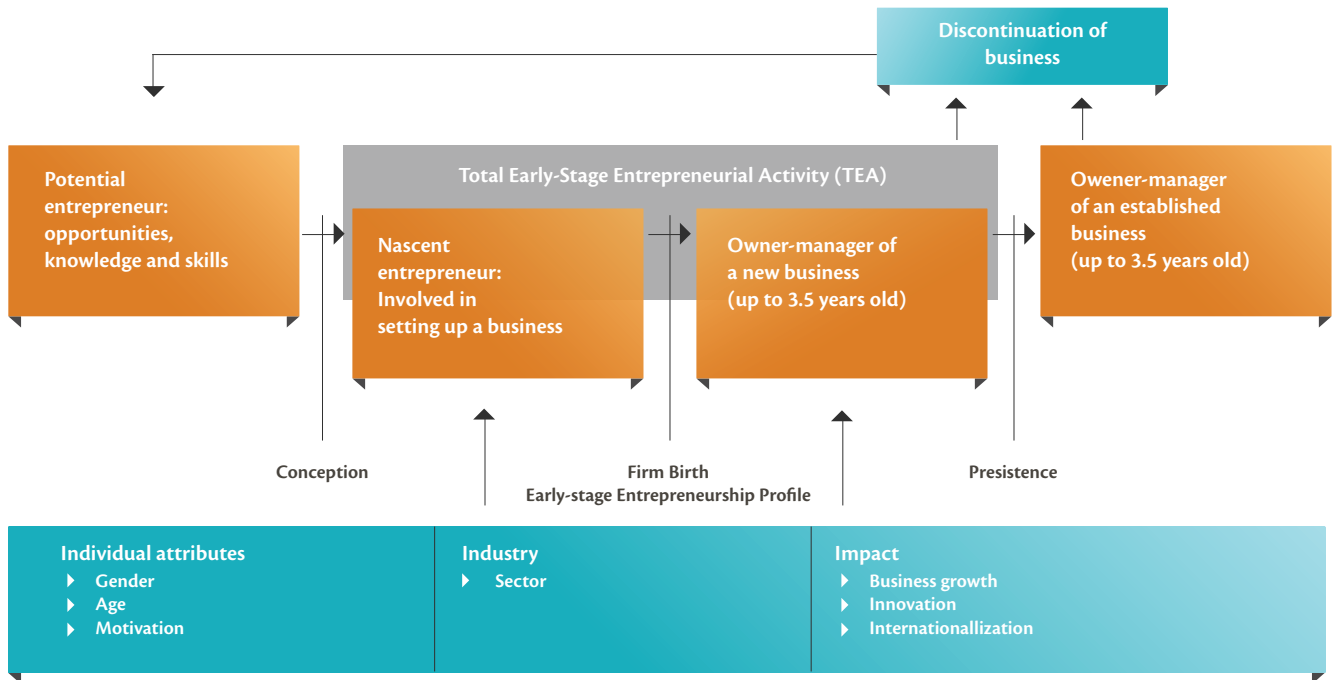 Discontinuation of
business
Potential
entrepreneur:
opportunities,
knowledge and skills
Total Early-Stage Entrepreneurial Activity (TEA)
Nascent
entrepreneur:
Involved in
setting up a business
Owner-manager of
a new business
(up to 3.5 years old)
Owener-manager
of an established
business
(up to 3.5 years old)
Conception
Firm Birth
Early-stage Entrepreneurship Profile
Presistence
Individual attributes
Gender
Age
Motivation
Industry
Sector
Impact
Business growth
Innovation
Internationallization